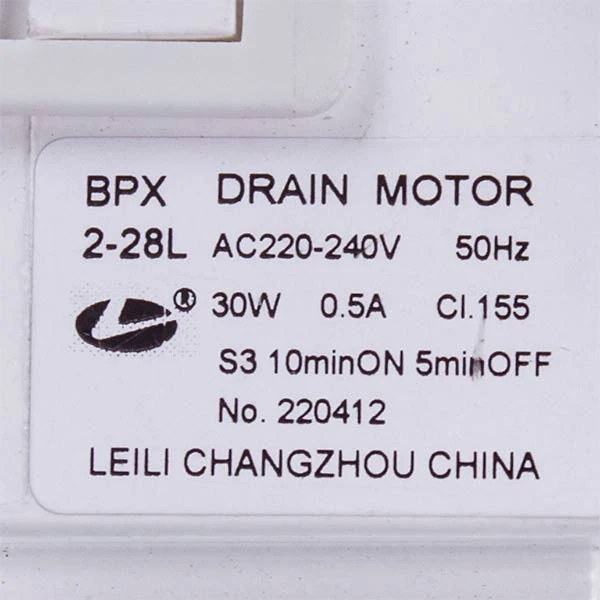 BPX DRAIN MOTOR
2-28L AC220-240V 50Hz
® 30W 0.5A Cl.155
S3 10minON 5minOFF
No. 220412
LEILI CHANGZHOU CHINA